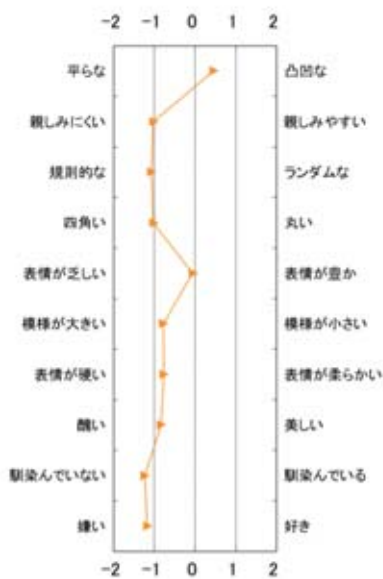 -2 -1 0 1 2
平らな 凸凹な
親しみにくい 親しみやすい
規則的な ランダムな
四角い 丸い
表情が乏しい 表情が豊か
模様が大きい 模様が小さい
表情が硬い 表情が柔らかい
醜い 美しい
馴染んでいない 馴染んでいる
嫌い 好き
-2 -1 0 1 2